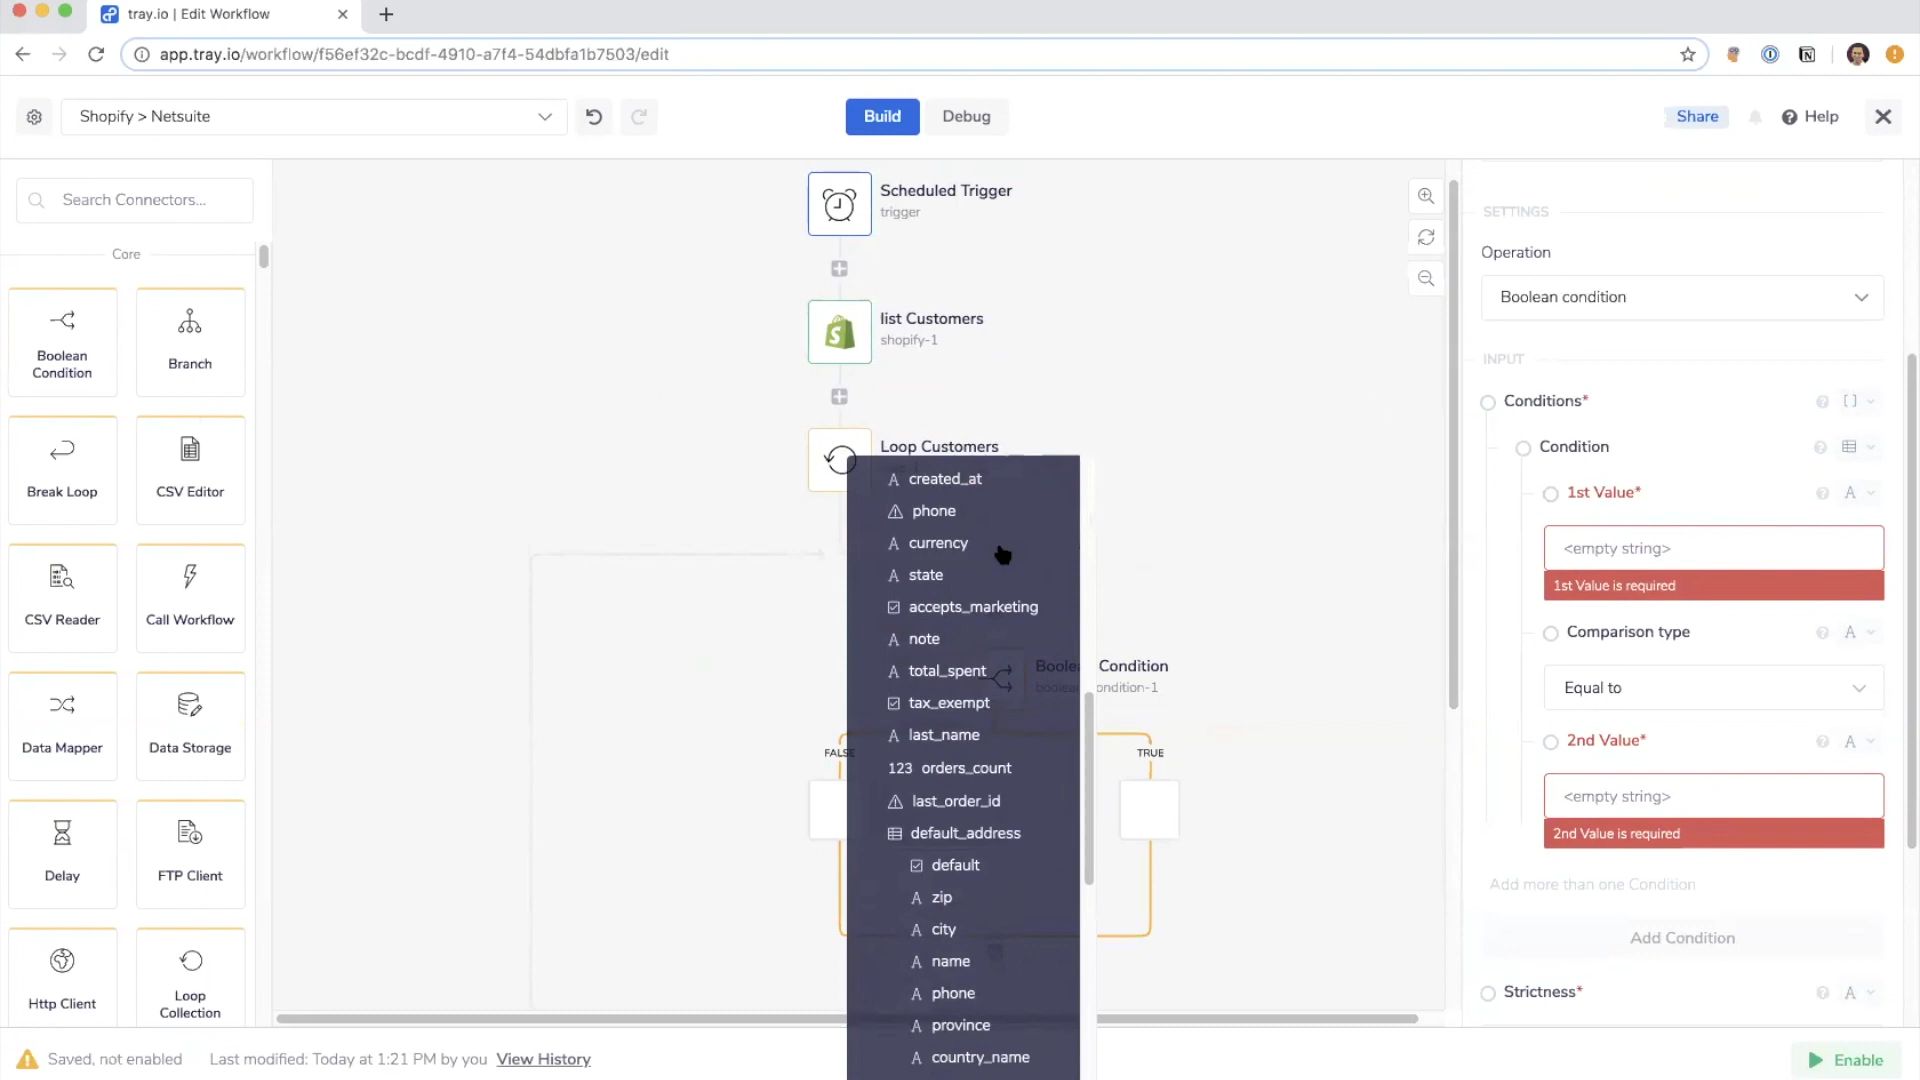 tray.io | Edit Workflow
app.tray.io/workflow/f56ef32c-bcdf-4910-a7f4-54dbfa1b7503/edit
Shopify > Netsuite
Build
Debug
Share
Help
Search Connectors...
Core
Boolean
Condition
Branch
Break Loop
CSV Editor
CSV Reader
Call Workflow
Data Mapper
Data Storage
Delay
FTP Client
Http Client
Loop
Collection
Scheduled Trigger
trigger
list Customers
shopify-1
Loop Customers
created_at
phone
currency
state
accepts_marketing
note
total_spent
tax_exempt
last_name
123 orders_count
last_order_id
default_address
default
zip
city
name
phone
province
country_name
Boolean Condition
boolean-condition-1
FALSE
TRUE
SETTINGS
Operation
Boolean condition
INPUT
Conditions*
Condition
1st Value*
<empty string>
1st Value is required
Comparison type
Equal to
2nd Value*
<empty string>
2nd Value is required
Add more than one Condition
Add Condition
Strictness*
Saved, not enabled
Last modified: Today at 1:21 PM by you View History
Enable